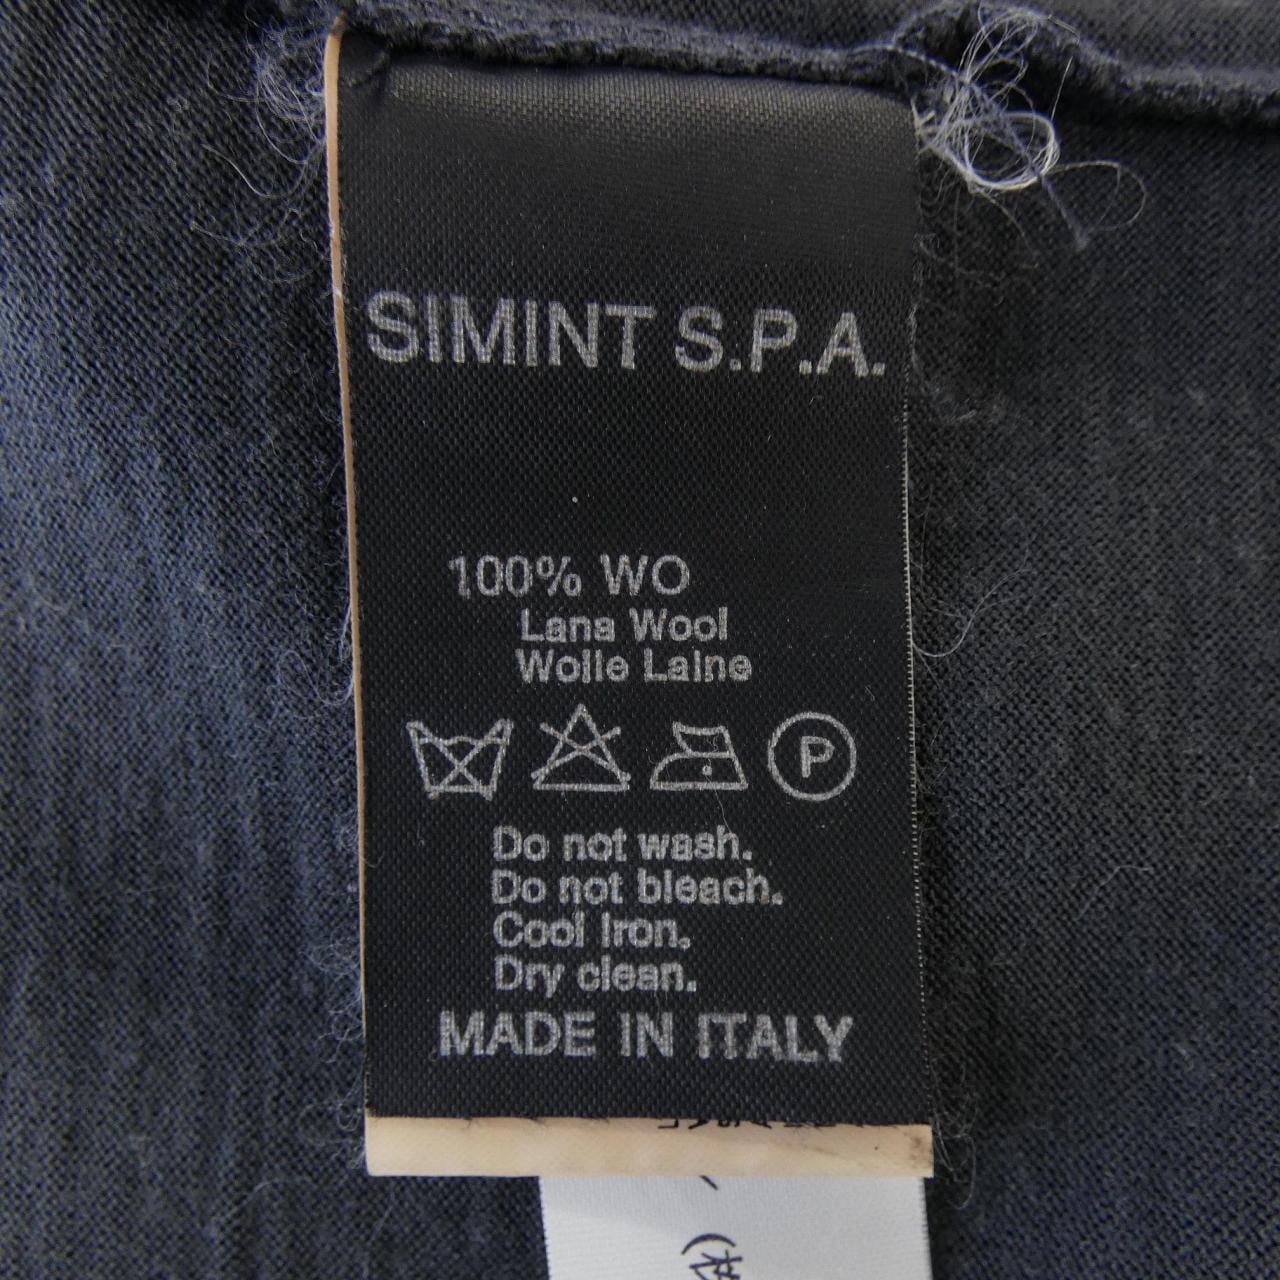 SIMINT S.P.A.
100% WO
Lana Wool
Wolle Laine
P
Do not wash.
Do not bleach.
Cool Iron.
Dry clean.
MADE IN ITALY